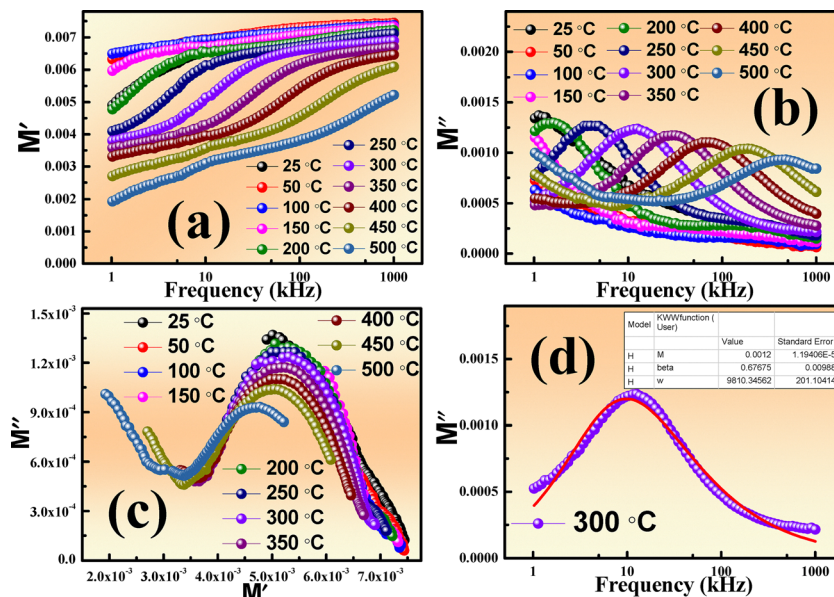 0.007
0.006
0.005
0.004
0.003
0.002
0.001
0.000
M′
25 °C
50 °C
100 °C
150 °C
200 °C
250 °C
300 °C
350 °C
400 °C
450 °C
500 °C
(a)
1 10 100 1000
Frequency (kHz)
0.0020
0.0015
0.0010
0.0005
0.0000
M″
25 °C
50 °C
100 °C
150 °C
200 °C
250 °C
300 °C
350 °C
400 °C
450 °C
500 °C
(b)
1 10 100 1000
Frequency (kHz)
1.5x10⁻³
1.2x10⁻³
9.0x10⁻⁴
6.0x10⁻⁴
3.0x10⁻⁴
0.0
M″
25 °C
50 °C
100 °C
150 °C
400 °C
450 °C
500 °C
200 °C
250 °C
300 °C
350 °C
(c)
2.0x10⁻³ 3.0x10⁻³ 4.0x10⁻³ 5.0x10⁻³ 6.0x10⁻³ 7.0x10⁻³
M′
0.0015
0.0010
0.0005
0.0000
M″
(d)
Model KWWfunction (
User)
Value Standard Error
H M 0.0012 1.19406E-5
H beta 0.67675 0.00988
H w 9810.34562 201.10414
300 °C
1 10 100 1000
Frequency (kHz)